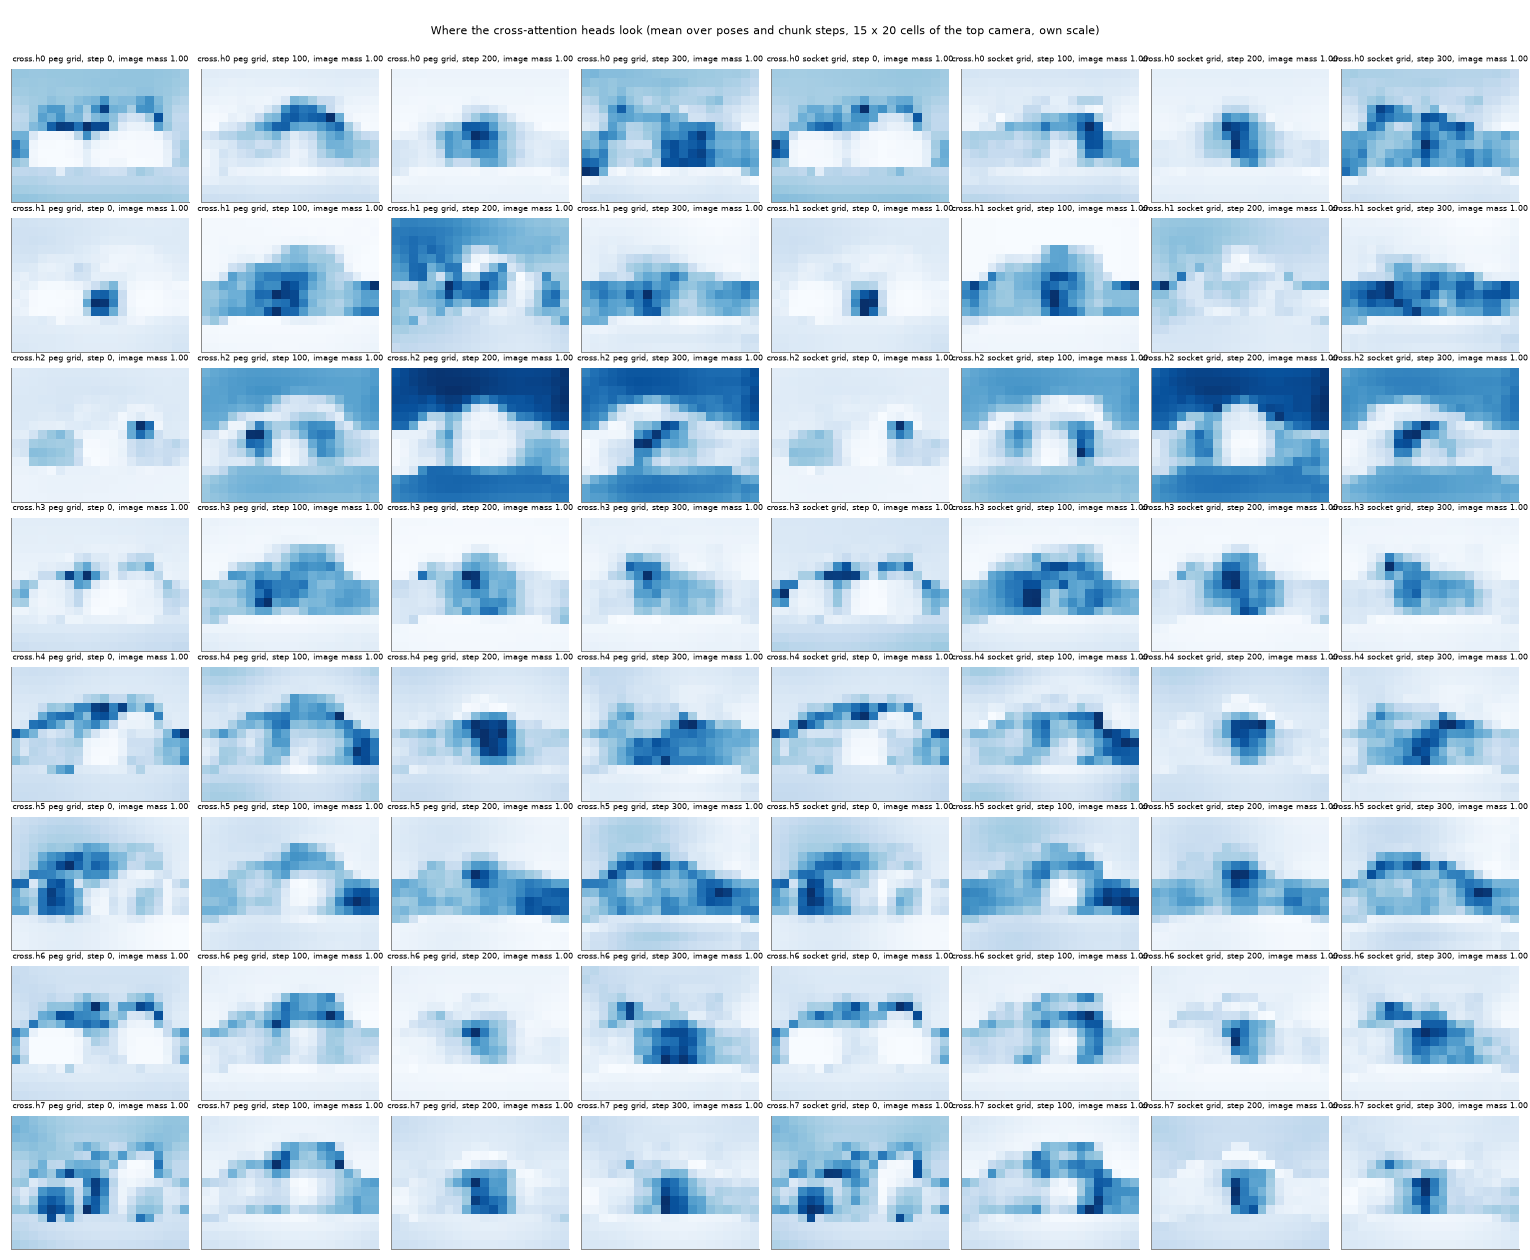 Where the cross-attention heads look (mean over poses and chunk steps, 15 x 20 cells of the top camera, own scale)
cross.h0 peg grid, step 0, image mass 1.00
cross.h0 peg grid, step 100, image mass 1.00
cross.h0 peg grid, step 200, image mass 1.00
cross.h0 peg grid, step 300, image mass 1.00
cross.h0 socket grid, step 0, image mass 1.00
cross.h0 socket grid, step 100, image mass 1.00
cross.h0 socket grid, step 200, image mass 1.00
cross.h0 socket grid, step 300, image mass 1.00
cross.h1 peg grid, step 0, image mass 1.00
cross.h1 peg grid, step 100, image mass 1.00
cross.h1 peg grid, step 200, image mass 1.00
cross.h1 peg grid, step 300, image mass 1.00
cross.h1 socket grid, step 0, image mass 1.00
cross.h1 socket grid, step 100, image mass 1.00
cross.h1 socket grid, step 200, image mass 1.00
cross.h1 socket grid, step 300, image mass 1.00
cross.h2 peg grid, step 0, image mass 1.00
cross.h2 peg grid, step 100, image mass 1.00
cross.h2 peg grid, step 200, image mass 1.00
cross.h2 peg grid, step 300, image mass 1.00
cross.h2 socket grid, step 0, image mass 1.00
cross.h2 socket grid, step 100, image mass 1.00
cross.h2 socket grid, step 200, image mass 1.00
cross.h2 socket grid, step 300, image mass 1.00
cross.h3 peg grid, step 0, image mass 1.00
cross.h3 peg grid, step 100, image mass 1.00
cross.h3 peg grid, step 200, image mass 1.00
cross.h3 peg grid, step 300, image mass 1.00
cross.h3 socket grid, step 0, image mass 1.00
cross.h3 socket grid, step 100, image mass 1.00
cross.h3 socket grid, step 200, image mass 1.00
cross.h3 socket grid, step 300, image mass 1.00
cross.h4 peg grid, step 0, image mass 1.00
cross.h4 peg grid, step 100, image mass 1.00
cross.h4 peg grid, step 200, image mass 1.00
cross.h4 peg grid, step 300, image mass 1.00
cross.h4 socket grid, step 0, image mass 1.00
cross.h4 socket grid, step 100, image mass 1.00
cross.h4 socket grid, step 200, image mass 1.00
cross.h4 socket grid, step 300, image mass 1.00
cross.h5 peg grid, step 0, image mass 1.00
cross.h5 peg grid, step 100, image mass 1.00
cross.h5 peg grid, step 200, image mass 1.00
cross.h5 peg grid, step 300, image mass 1.00
cross.h5 socket grid, step 0, image mass 1.00
cross.h5 socket grid, step 100, image mass 1.00
cross.h5 socket grid, step 200, image mass 1.00
cross.h5 socket grid, step 300, image mass 1.00
cross.h6 peg grid, step 0, image mass 1.00
cross.h6 peg grid, step 100, image mass 1.00
cross.h6 peg grid, step 200, image mass 1.00
cross.h6 peg grid, step 300, image mass 1.00
cross.h6 socket grid, step 0, image mass 1.00
cross.h6 socket grid, step 100, image mass 1.00
cross.h6 socket grid, step 200, image mass 1.00
cross.h6 socket grid, step 300, image mass 1.00
cross.h7 peg grid, step 0, image mass 1.00
cross.h7 peg grid, step 100, image mass 1.00
cross.h7 peg grid, step 200, image mass 1.00
cross.h7 peg grid, step 300, image mass 1.00
cross.h7 socket grid, step 0, image mass 1.00
cross.h7 socket grid, step 100, image mass 1.00
cross.h7 socket grid, step 200, image mass 1.00
cross.h7 socket grid, step 300, image mass 1.00